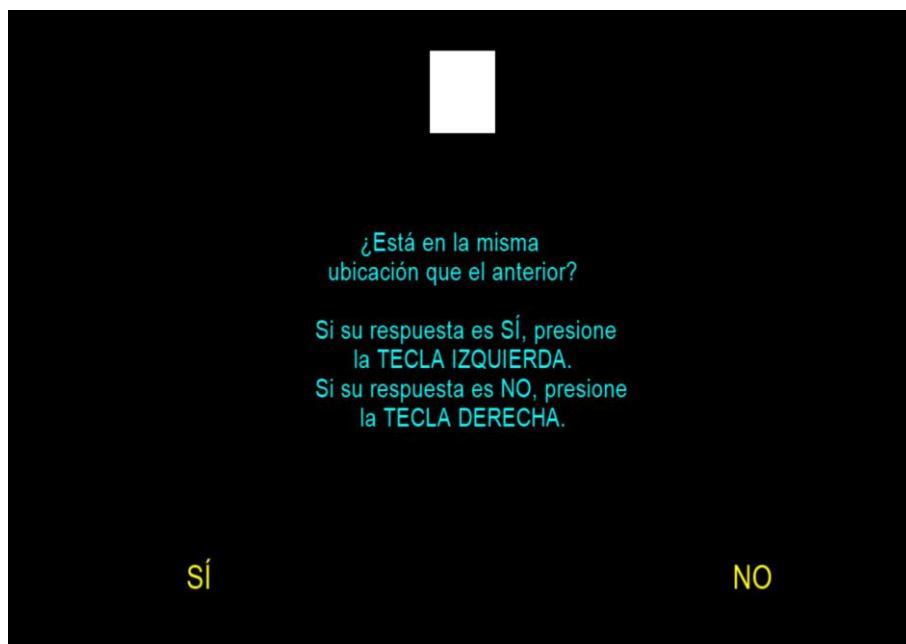 ¿Está en la misma
ubicación que el anterior?
Si su respuesta es SÍ, presione
la TECLA IZQUIERDA.
Si su respuesta es NO, presione
la TECLA DERECHA.
SÍ
NO